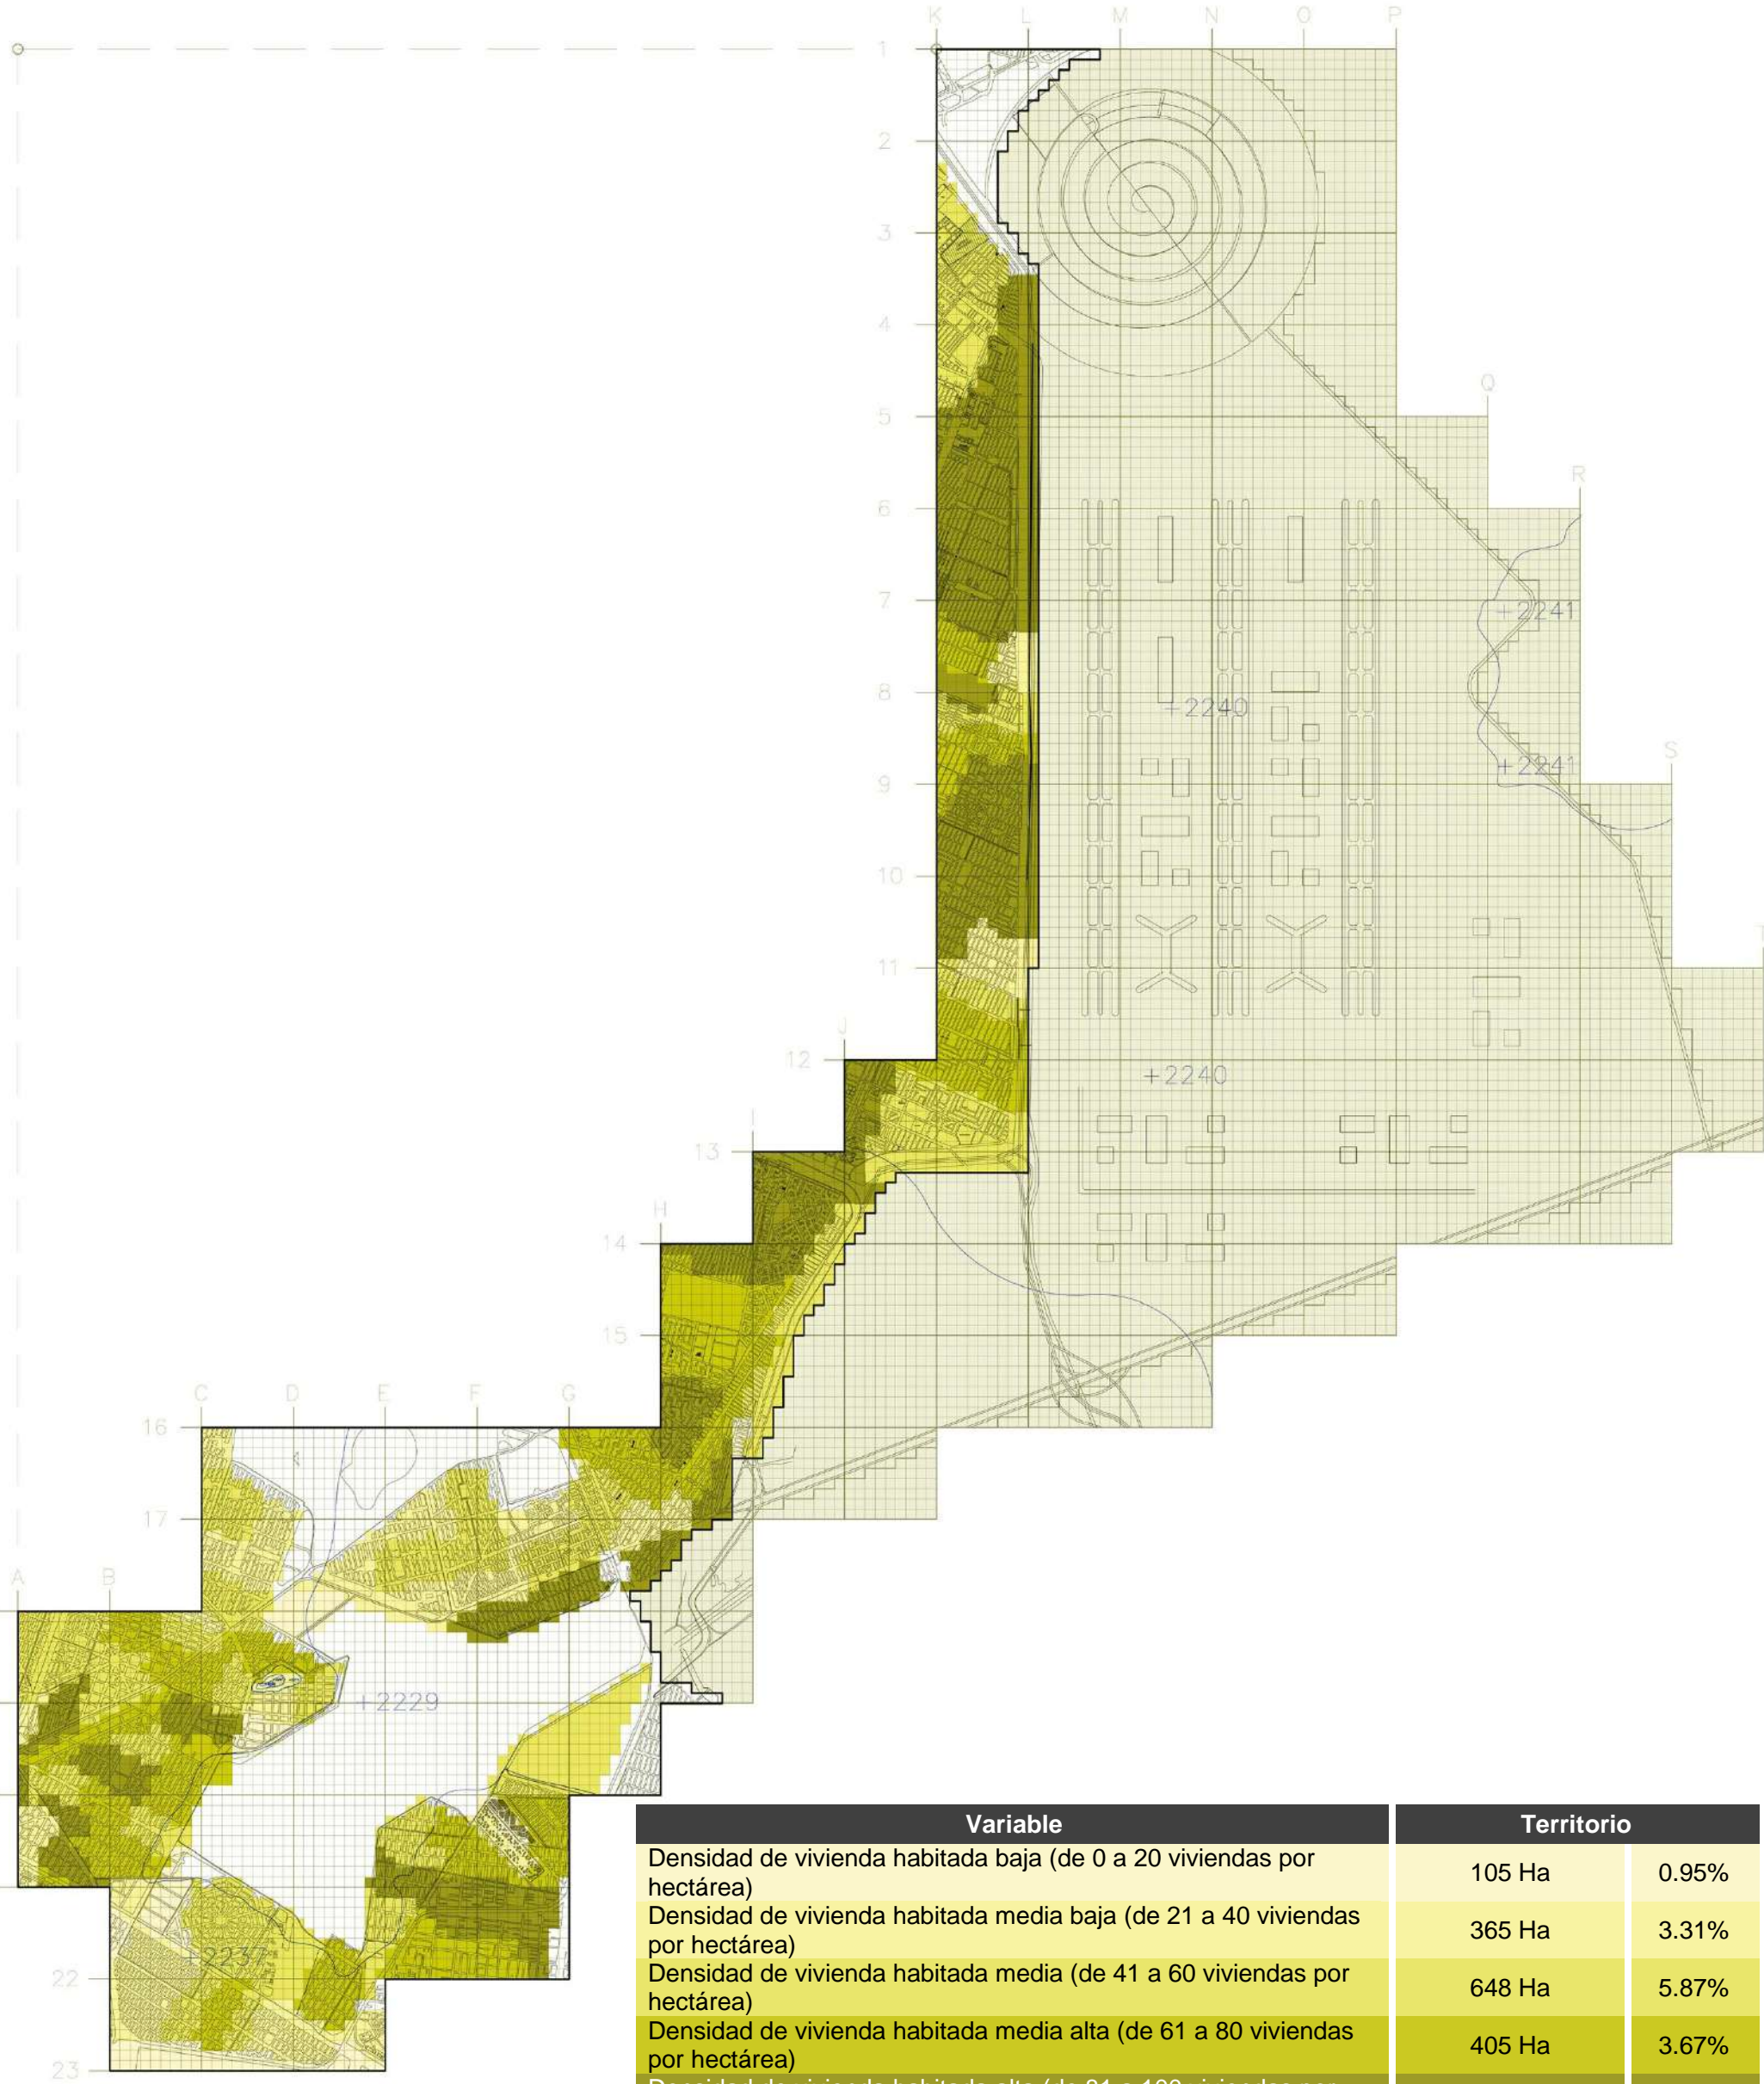 K L M N O P
1
2
3
4
Q
5
R
6
7
+2241
8
+2240
S
+2241
9
10
11
J
12
+2240
I
13
H
14
15
C D E F G
16
17
A B
+2229
+2237
22
23
Variable Territorio
Densidad de vivienda habitada baja (de 0 a 20 viviendas por
hectárea) 105 Ha 0.95%
Densidad de vivienda habitada media baja (de 21 a 40 viviendas
por hectárea) 365 Ha 3.31%
Densidad de vivienda habitada media (de 41 a 60 viviendas por
hectárea) 648 Ha 5.87%
Densidad de vivienda habitada media alta (de 61 a 80 viviendas
por hectárea) 405 Ha 3.67%